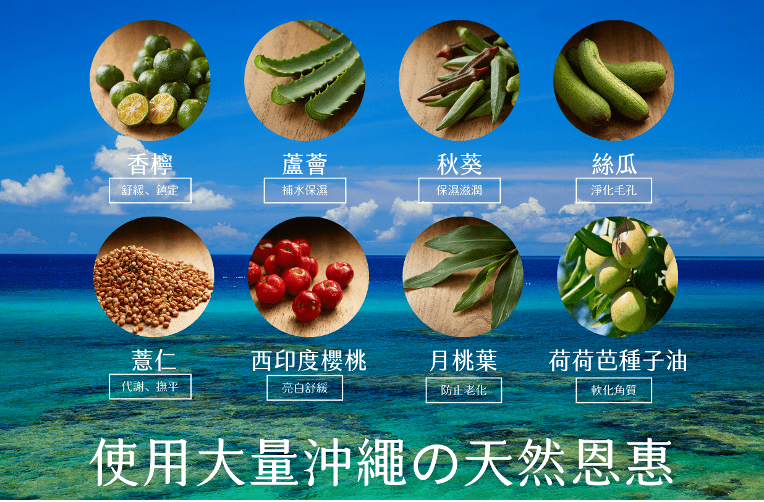 香檸 蘆薈 秋葵 絲瓜
舒緩、鎮定 補水保濕 保濕滋潤 淨化毛孔
薏仁 西印度櫻桃 月桃葉 荷荷芭種子油
代謝、撫平 亮白舒緩 防止老化 軟化角質
使用大量沖繩の天然恩惠